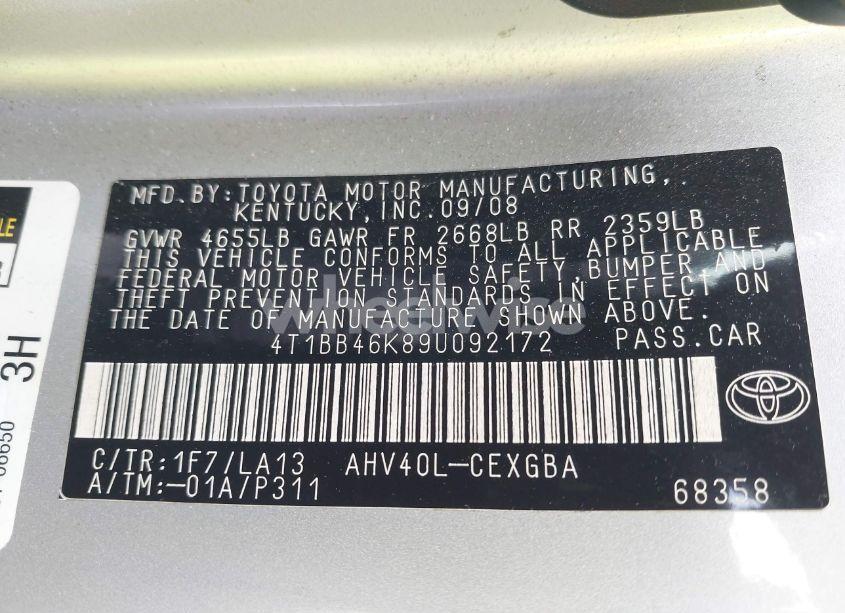 MFD.BY:TOYOTA MOTOR MANUFACTURING,
KENTUCKY,INC.09/08
GVWR 4655LB GAWR FR 2668LB RR 2359LB
THIS VEHICLE CONFORMS TO ALL APPLICABLE
FEDERAL MOTOR VEHICLE SAFETY,BUMPER,AND
THEFT PREVENTION STANDARDS IN EFFECT ON
THE DATE OF MANUFACTURE SHOWN ABOVE.
4T1BB46K89U092172 PASS.CAR
C/TR:1F7/LA13 AHV40L-CEXGBA
A/TM:-01A/P311 68358
3H
06650